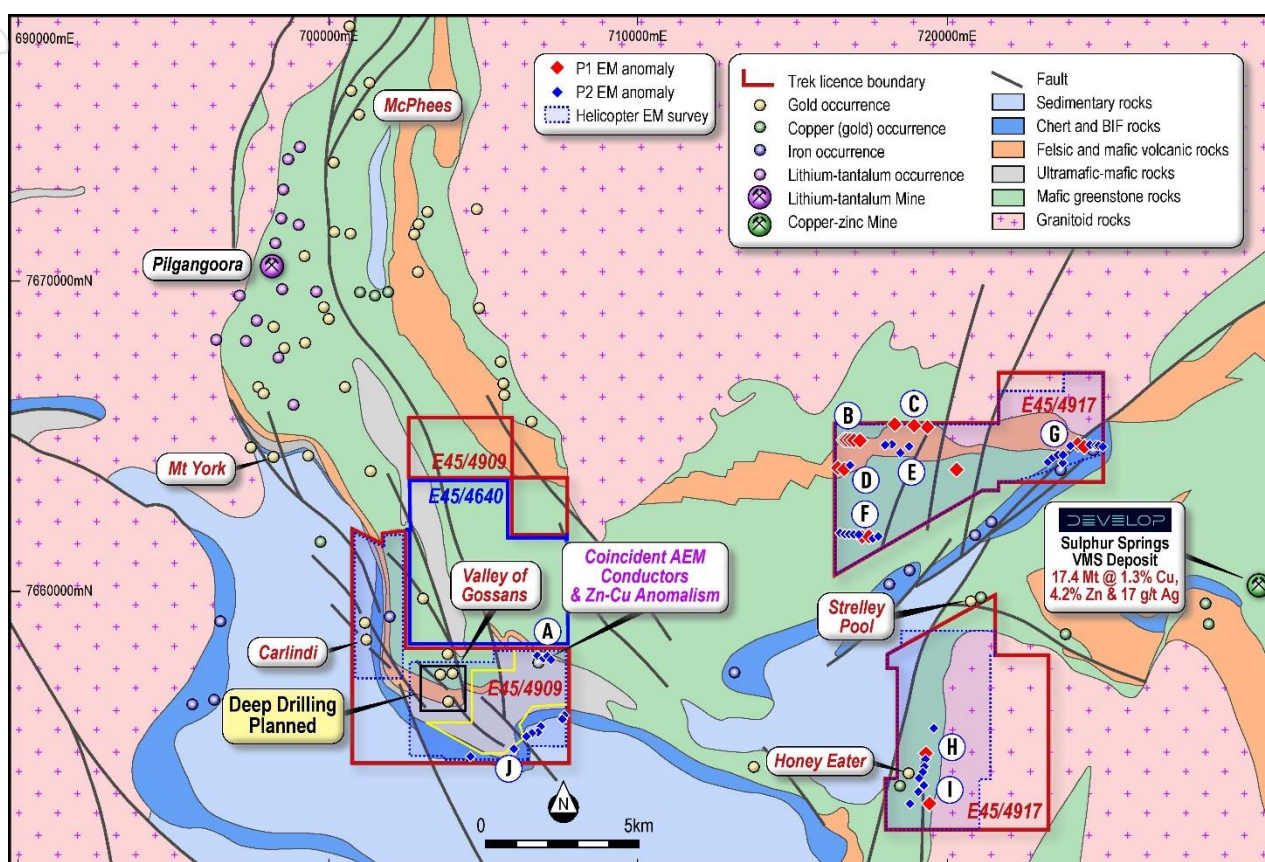 690000mE
700000mE
710000mE
720000mE
7670000mN
7660000mN
P1 EM anomaly
P2 EM anomaly
Helicopter EM survey
Trek licence boundary
Gold occurrence
Copper (gold) occurrence
Iron occurrence
Lithium-tantalum occurrence
Lithium-tantalum Mine
Copper-zinc Mine
Fault
Sedimentary rocks
Chert and BIF rocks
Felsic and mafic volcanic rocks
Ultramafic-mafic rocks
Mafic greenstone rocks
Granitoid rocks
McPhees
Pilgangoora
Mt York
E45/4909
E45/4640
B
C
D
E
F
G
E45/4917
DEVELOP
Sulphur Springs
VMS Deposit
17.4 Mt @ 1.3% Cu,
4.2% Zn & 17 g/t Ag
Coincident AEM
Conductors
& Zn-Cu Anomalism
Valley of
Gossans
A
Strelley
Pool
Carlindi
E45/4909
Deep Drilling
Planned
J
Honey Eater
H
I
E45/4917
N
0
5km